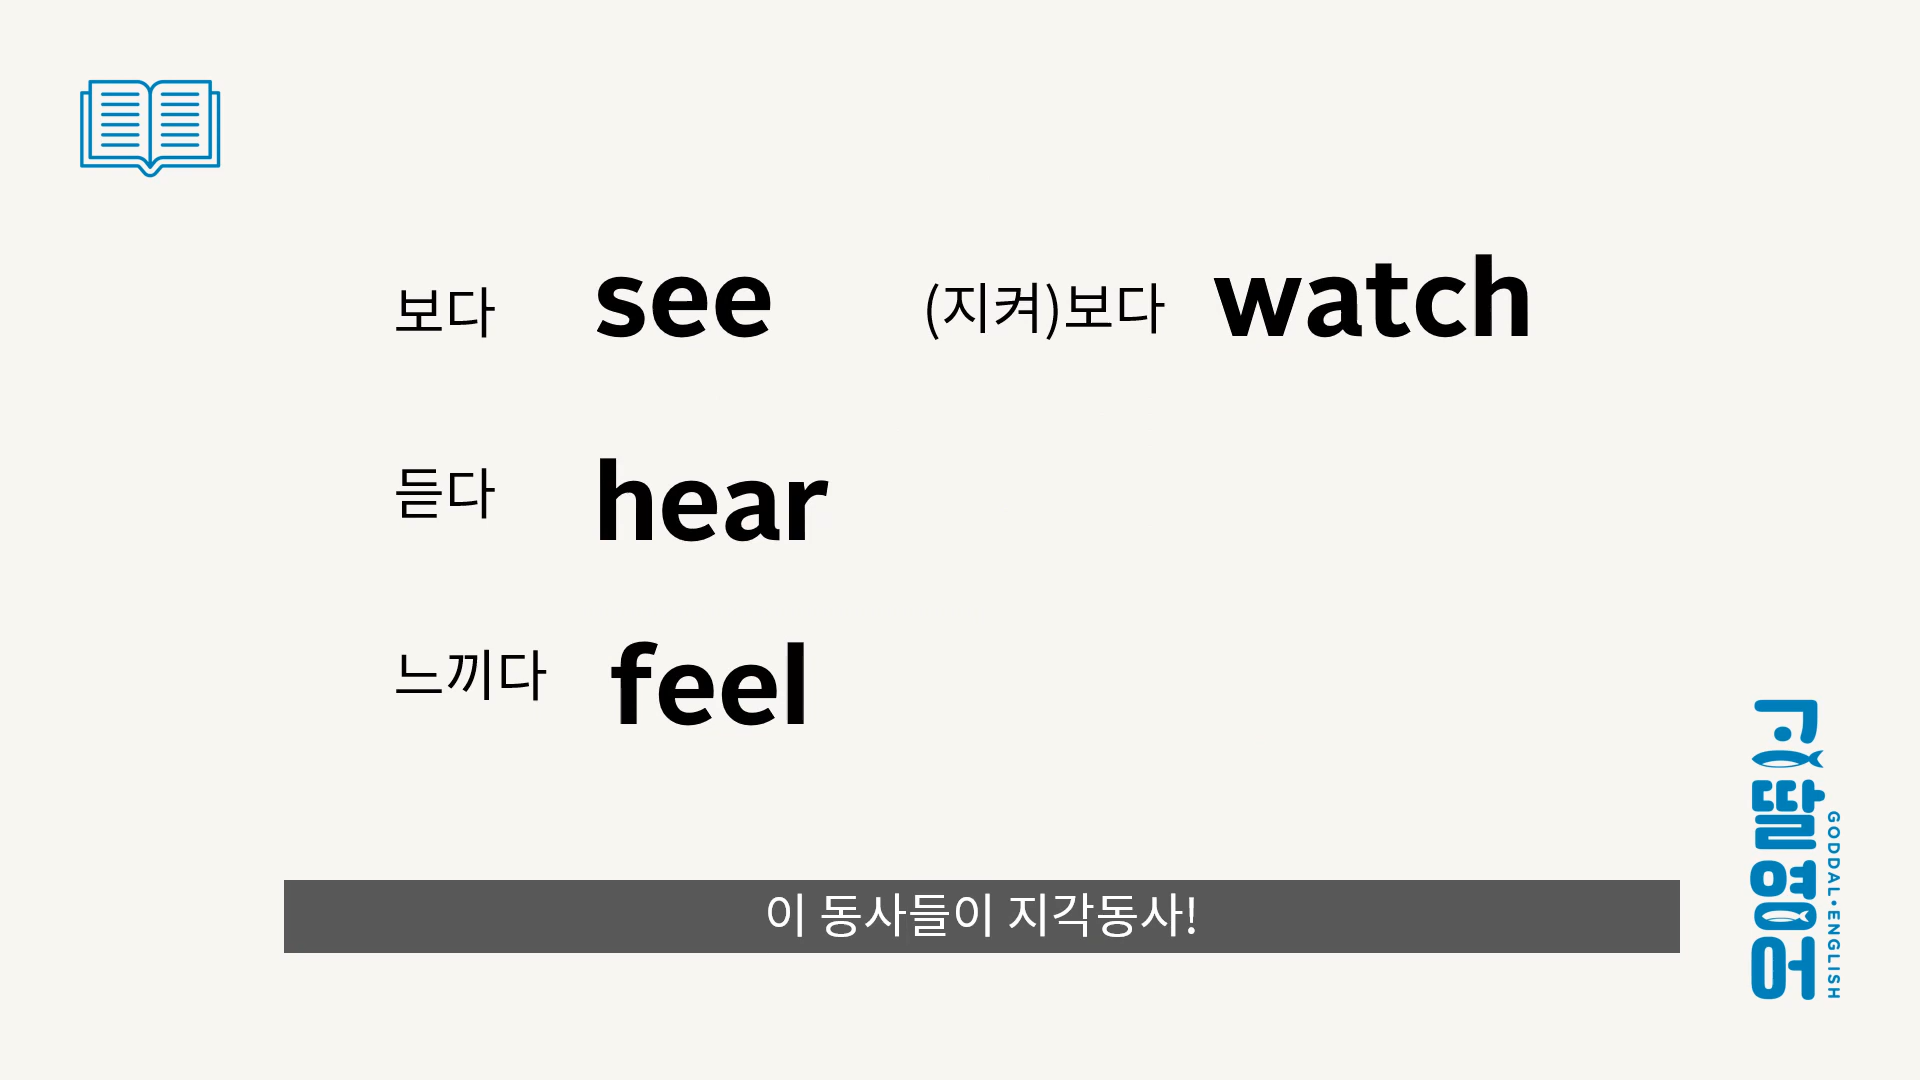 보다 see (지켜)보다 watch
듣다 hear
느끼다 feel
이 동사들이 지각동사!
고딸영어
GODDAL•ENGLISH